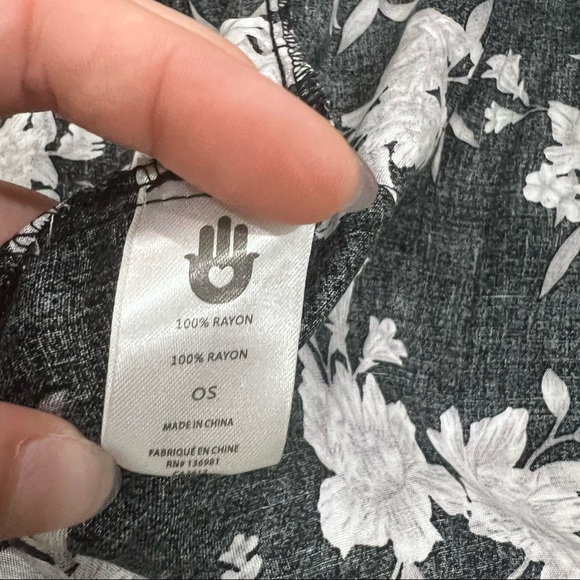 100% RAYON
100% RAYON
OS
MADE IN CHINA
FABRIQUÉ EN CHINE
RN# 136981